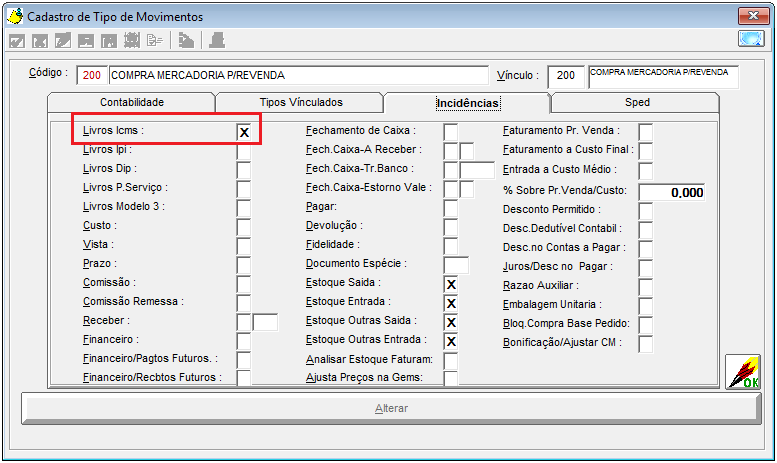 Cadastro de Tipo de Movimentos
Código : 200 COMPRA MERCADORIA P/REVENDA Vínculo : 200 COMPRA MERCADORIA P/REVENDA
Contabilidade Tipos Vínculados Incidências Sped
Livros Icms : X Fechamento de Caixa : Faturamento Pr. Venda :
Livros Ipi : Fech.Caixa-A Receber : Faturamento a Custo Final :
Livros Dip : Fech.Caixa-Tr.Banco : Entrada a Custo Médio :
Livros P.Serviço : Fech.Caixa-Estorno Vale : % Sobre Pr.Venda/Custo: 0,000
Livros Modelo 3 : Pagar: Desconto Permitido :
Custo : Devolução : Desc.Dedutível Contabil :
Vista : Fidelidade : Desc.no Contas a Pagar :
Prazo : Documento Espécie : Juros/Desc no Pagar :
Comissão : Estoque Saida : X Razao Auxiliar :
Comissão Remessa : Estoque Entrada : X Embalagem Unitaria :
Receber : Estoque Outras Saida : X Bloq.Compra Base Pedido:
Financeiro : Estoque Outras Entrada : X Bonificação/Ajustar CM :
Financeiro/Pagtos Futuros. : Analisar Estoque Faturam:
Financeiro/Recbtos Futuros : Ajusta Preços na Gems:
OK
Alterar